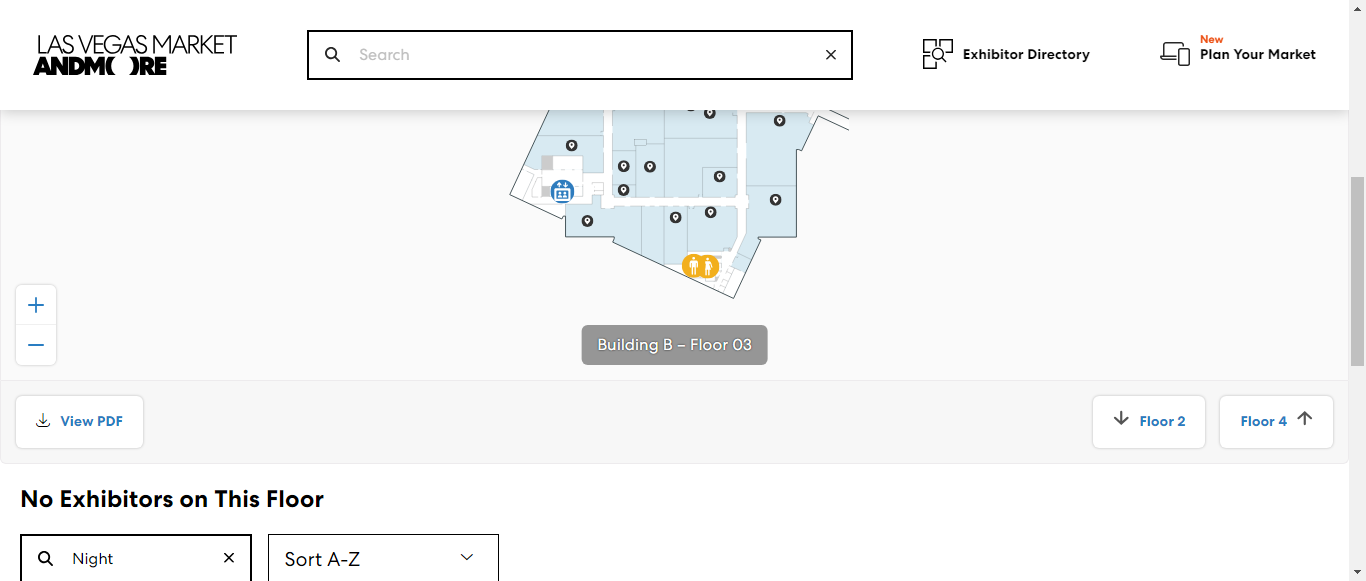 LAS VEGAS MARKET
ANDMORE
Search
Exhibitor Directory
New
Plan Your Market
Building B – Floor 03
View PDF
Floor 2
Floor 4
No Exhibitors on This Floor
Night
Sort A-Z